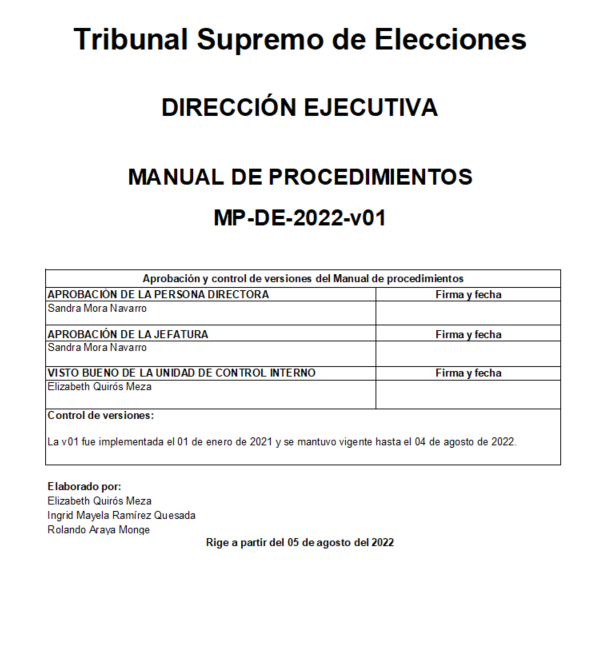 Tribunal Supremo de Elecciones
DIRECCIÓN EJECUTIVA
MANUAL DE PROCEDIMIENTOS
MP-DE-2022-v01
Aprobación y control de versiones del Manual de procedimientos
APROBACIÓN DE LA PERSONA DIRECTORA Firma y fecha
Sandra Mora Navarro
APROBACIÓN DE LA JEFATURA Firma y fecha
Sandra Mora Navarro
VISTO BUENO DE LA UNIDAD DE CONTROL INTERNO Firma y fecha
Elizabeth Quirós Meza
Control de versiones:
La v01 fue implementada el 01 de enero de 2021 y se mantuvo vigente hasta el 04 de agosto de 2022.
Elaborado por:
Elizabeth Quirós Meza
Ingrid Mayela Ramírez Quesada
Rolando Araya Monge
Rige a partir del 05 de agosto del 2022